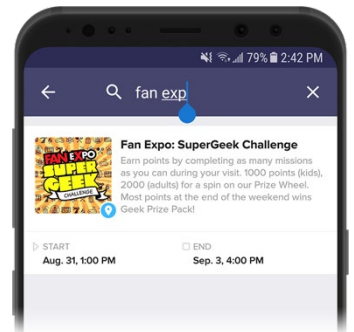 79% 2:42 PM
fan exp
FAN EXPO
SUPER
GEEK
CHALLENGE
Fan Expo: SuperGeek Challenge
Earn points by completing as many missions
as you can during your visit. 1000 points (kids),
2000 (adults) for a spin on our Prize Wheel.
Most points at the end of the weekend wins
Geek Prize Pack!
START
END
Aug. 31, 1:00 PM
Sep. 3, 4:00 PM